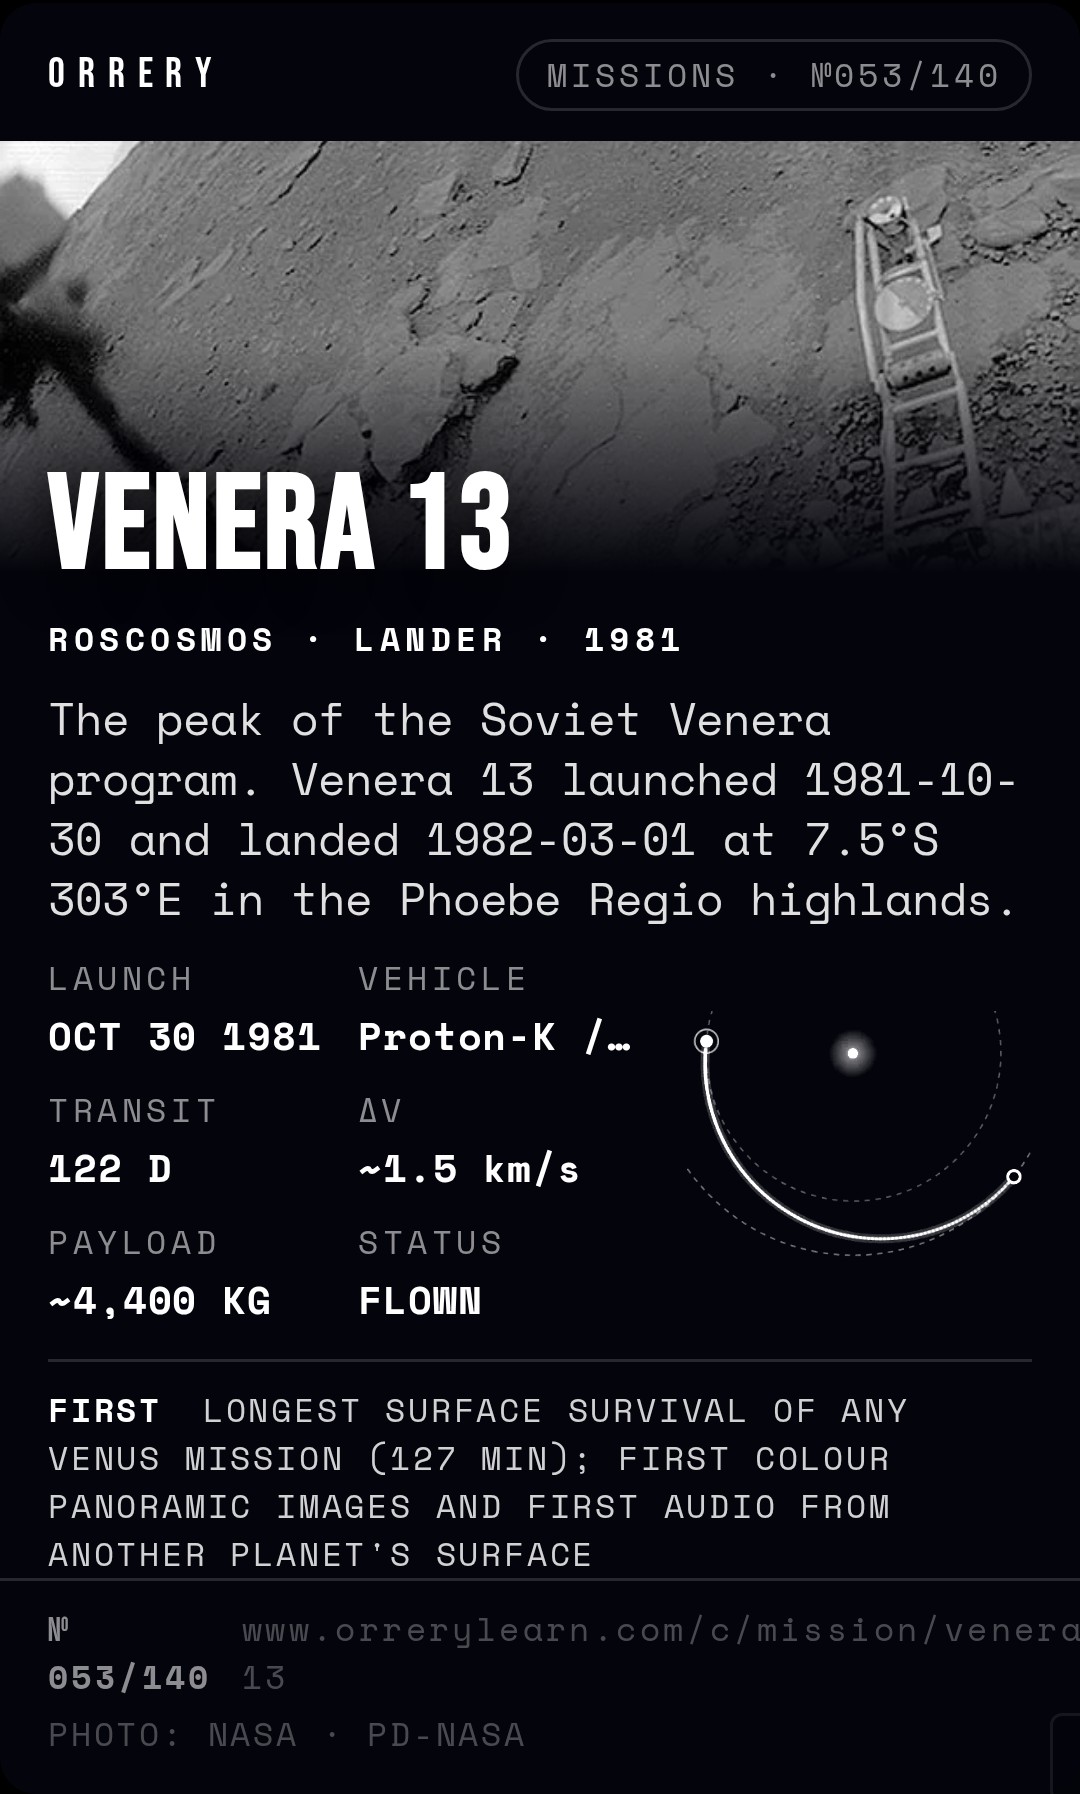 ORRERY
MISSIONS · №053/140
VENERA 13
ROSCOSMOS · LANDER · 1981
The peak of the Soviet Venera
program. Venera 13 launched 1981-10-
30 and landed 1982-03-01 at 7.5°S
303°E in the Phoebe Regio highlands.
LAUNCH VEHICLE
OCT 30 1981 Proton-K /…
TRANSIT ΔV
122 D ~1.5 km/s
PAYLOAD STATUS
~4,400 KG FLOWN
FIRST LONGEST SURFACE SURVIVAL OF ANY
VENUS MISSION (127 MIN); FIRST COLOUR
PANORAMIC IMAGES AND FIRST AUDIO FROM
ANOTHER PLANET'S SURFACE
№ www.orrerylearn.com/c/mission/venera
053/140 13
PHOTO: NASA · PD-NASA